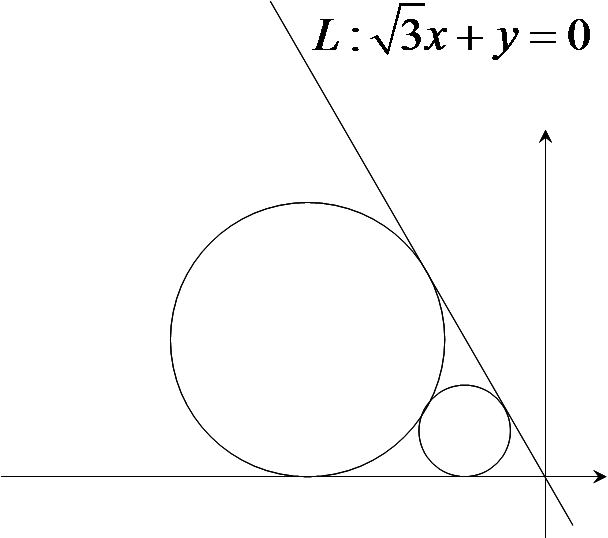 L : √3x + y = 0